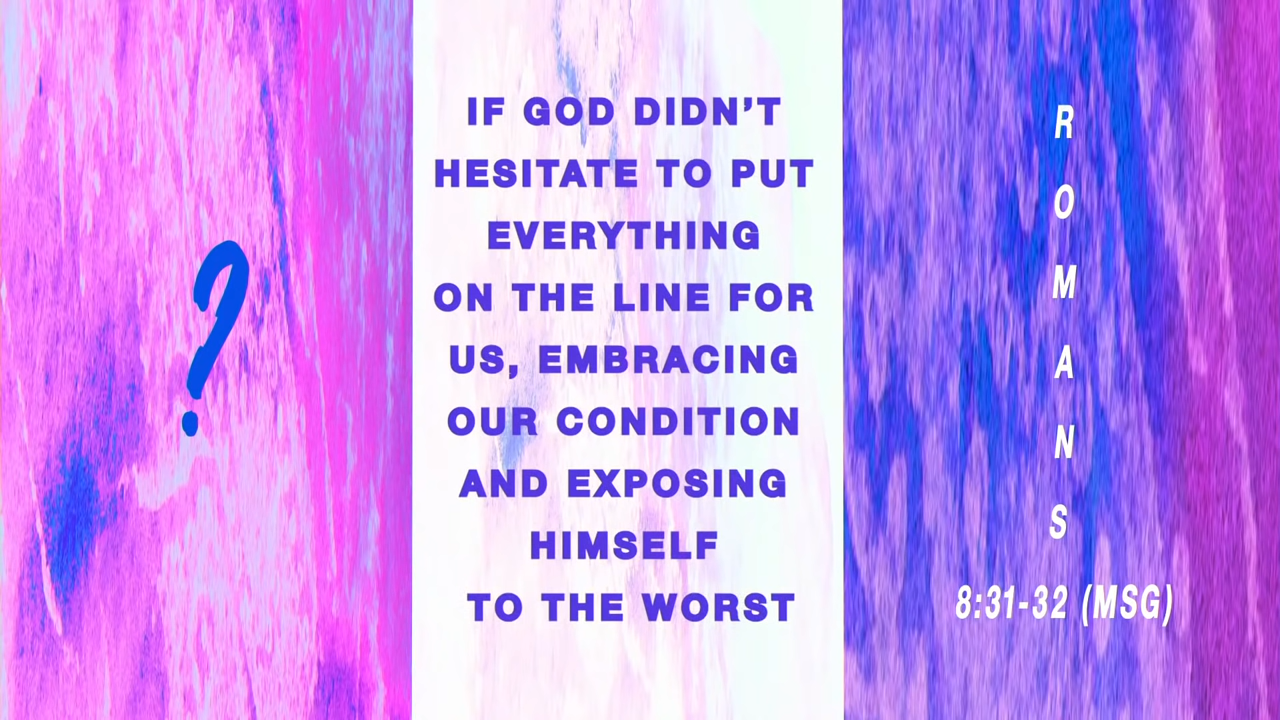 ?
IF GOD DIDN’T
HESITATE TO PUT
EVERYTHING
ON THE LINE FOR
US, EMBRACING
OUR CONDITION
AND EXPOSING
HIMSELF
TO THE WORST
ROMANS
8:31-32 (MSG)